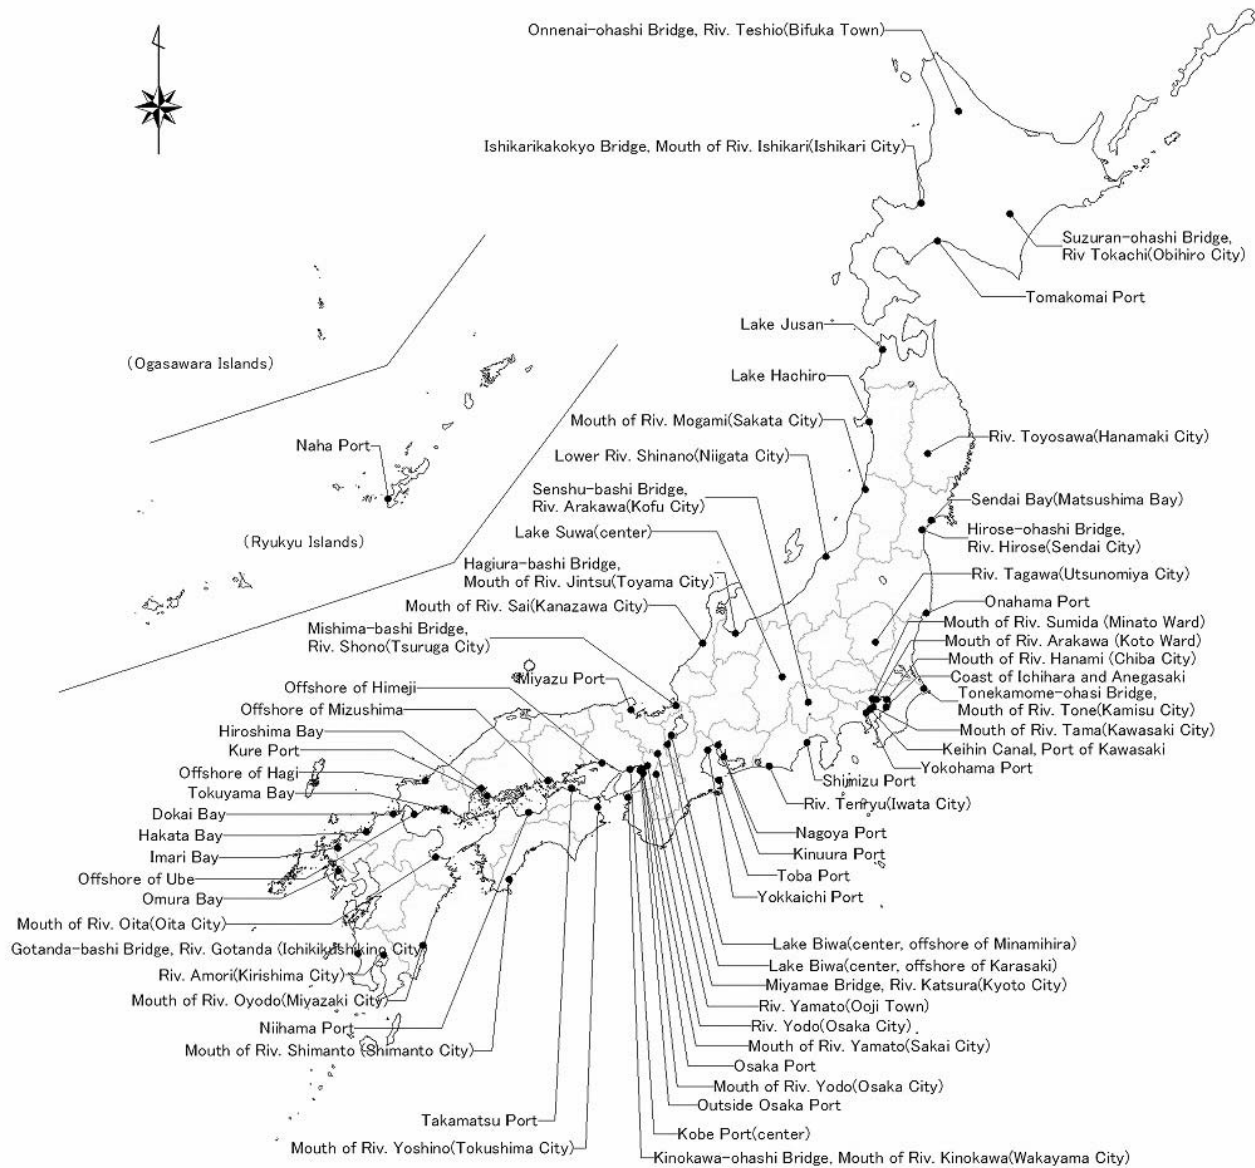 Onnenai-ohashi Bridge, Riv. Teshio(Bifuka Town)
Ishikarikakokyo Bridge, Mouth of Riv. Ishikari(Ishikari City)
Suzuran-ohashi Bridge,
Riv Tokachi(Obihiro City)
Tomakomai Port
Lake Jusan
(Ogasawara Islands)
Lake Hachiro
Mouth of Riv. Mogami(Sakata City)
Riv. Toyosawa(Hanamaki City)
Naha Port
Lower Riv. Shinano(Niigata City)
Senshu-bashi Bridge,
Riv. Arakawa(Kofu City)
Sendai Bay(Matsushima Bay)
Lake Suwa(center)
Hirose-ohashi Bridge,
Riv. Hirose(Sendai City)
(Ryukyu Islands)
Hagiura-bashi Bridge,
Mouth of Riv. Jintsu(Toyama City)
Riv. Tagawa(Utsunomiya City)
Mouth of Riv. Sai(Kanazawa City)
Onahama Port
Mouth of Riv. Sumida (Minato Ward)
Mishima-bashi Bridge,
Riv. Shono(Tsuruga City)
Mouth of Riv. Arakawa (Koto Ward)
Mouth of Riv. Hanami (Chiba City)
Coast of Ichihara and Anegasaki
Miyazu Port
Offshore of Himeji
Tonekamome-ohasi Bridge,
Mouth of Riv. Tone(Kamisu City)
Offshore of Mizushima
Mouth of Riv. Tama(Kawasaki City)
Hiroshima Bay
Kure Port
Keihin Canal, Port of Kawasaki
Yokohama Port
Offshore of Hagi
Shimizu Port
Tokuyama Bay
Riv. Tenryu(Iwata City)
Dokai Bay
Hakata Bay
Nagoya Port
Imari Bay
Kinuura Port
Offshore of Ube
Toba Port
Omura Bay
Yokkaichi Port
Mouth of Riv. Oita(Oita City)
Gotanda-bashi Bridge, Riv. Gotanda (Ichikikushikino City)
Lake Biwa(center, offshore of Minamihira)
Lake Biwa(center, offshore of Karasaki)
Riv. Amori(Kirishima City)
Miyamae Bridge, Riv. Katsura(Kyoto City)
Mouth of Riv. Oyodo(Miyazaki City)
Riv. Yamato(Ooji Town)
Niihama Port
Riv. Yodo(Osaka City)
Mouth of Riv. Shimanto (Shimanto City)
Mouth of Riv. Yamato(Sakai City)
Osaka Port
Mouth of Riv. Yodo(Osaka City)
Outside Osaka Port
Takamatsu Port
Kobe Port(center)
Mouth of Riv. Yoshino(Tokushima City)
Kinokawa-ohashi Bridge, Mouth of Riv. Kinokawa(Wakayama City)